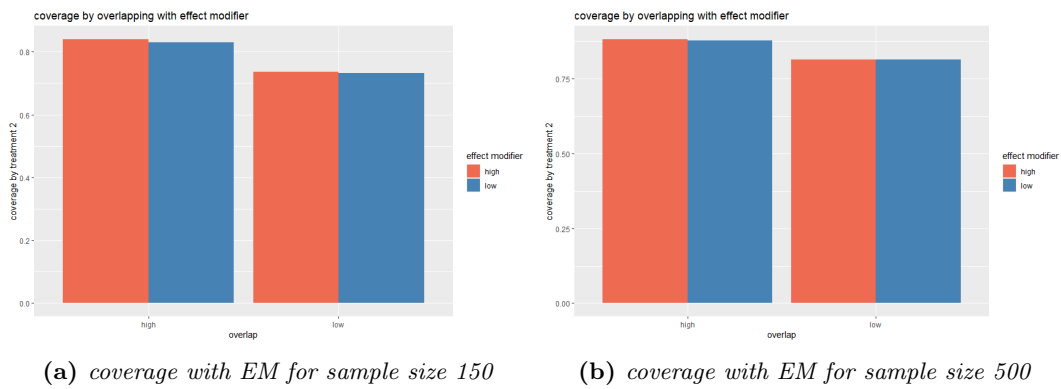 coverage by overlapping with effect modifier
0.8
0.6
0.4
0.2
0.0
coverage by treatment 2
high
low
overlap
effect modifier
high
low
(a) coverage with EM for sample size 150
coverage by overlapping with effect modifier
0.75
0.50
0.25
0.00
coverage by treatment 2
high
low
overlap
effect modifier
high
low
(b) coverage with EM for sample size 500